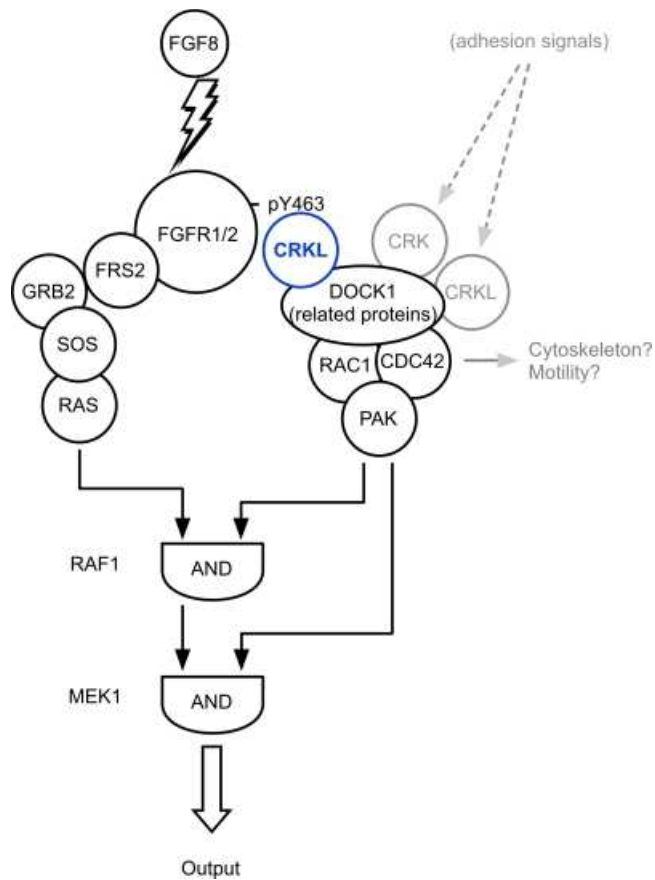 FGF8
(adhesion signals)
pY463
FGFR1/2
CRKL
CRK
FRS2
GRB2
DOCK1
(related proteins)
CRKL
SOS
RAC1
CDC42
Cytoskeleton?
Motility?
RAS
PAK
RAF1
AND
MEK1
AND
Output